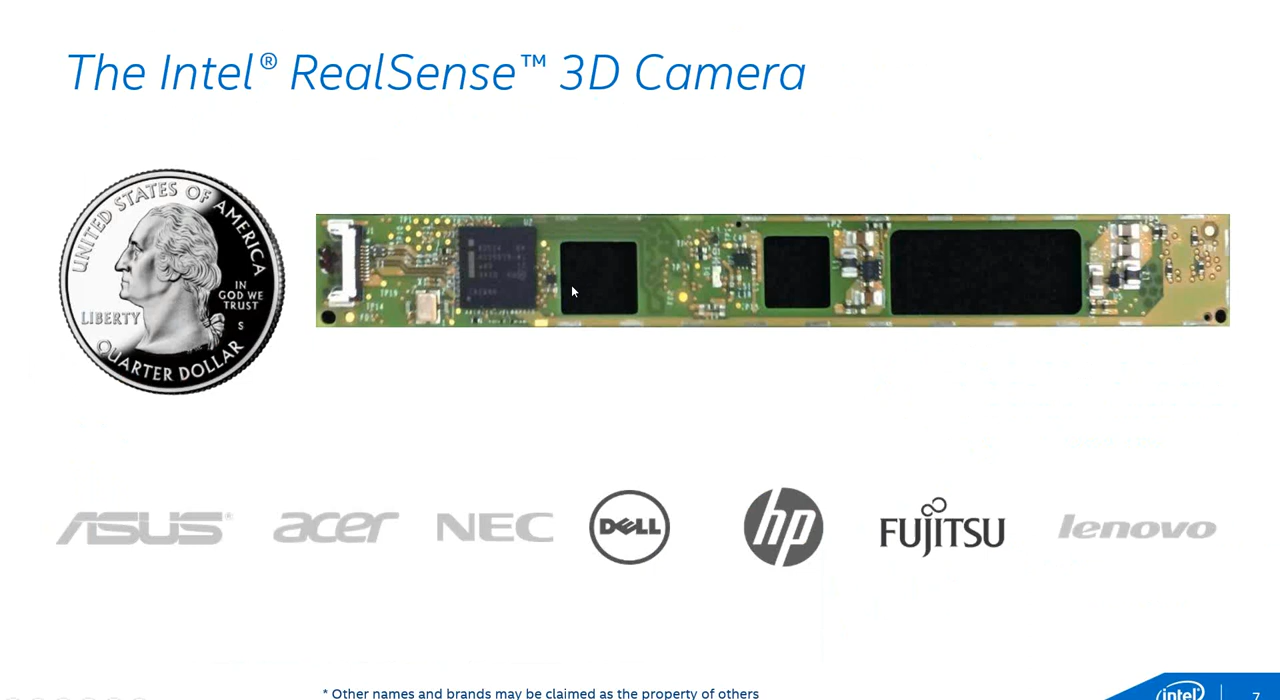 The Intel® RealSense™ 3D Camera
UNITED STATES OF AMERICA
IN
GOD WE
TRUST
LIBERTY
S
QUARTER DOLLAR
ASUS®
acer
NEC
DELL
hp
FUJITSU
lenovo
* Other names and brands may be claimed as the property of others
intel
7